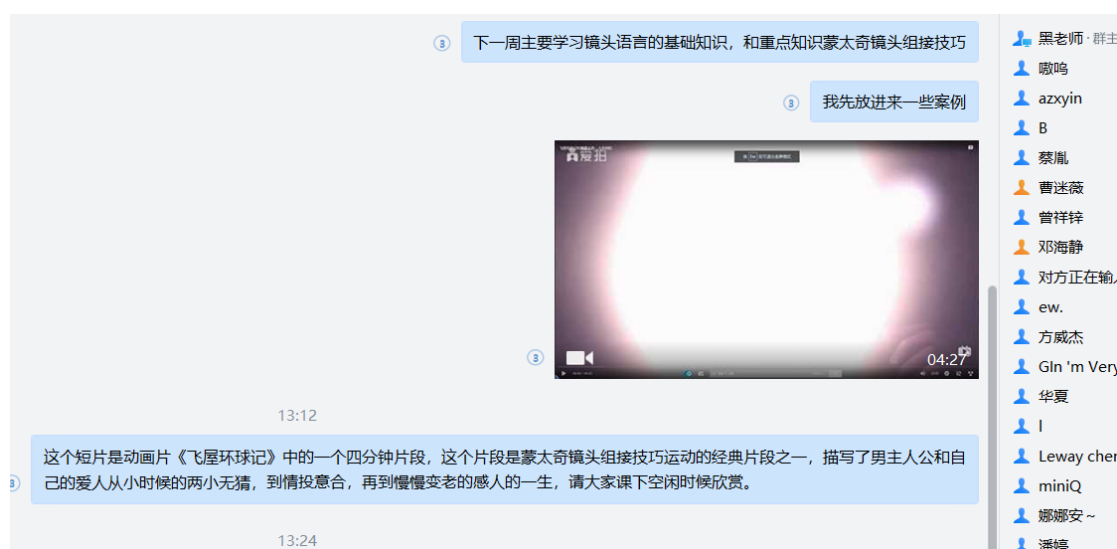 下一周主要学习镜头语言的基础知识，和重点知识蒙太奇镜头组接技巧
我先放进来一些案例
爱拍
04:27
13:12
这个短片是动画片《飞屋环球记》中的一个四分钟片段，这个片段是蒙太奇镜头组接技巧运动的经典片段之一，描写了男主人公和自
己的爱人从小时候的两小无猜，到情投意合，再到慢慢变老的感人的一生，请大家课下空闲时候欣赏。
13:24
黑老师·群主
嗷呜
azxyin
B
蔡胤
曹迷薇
曾祥锌
邓海静
对方正在输
ew.
方威杰
GIn 'm Very
华夏
l
Leway cher
miniQ
娜娜安～
潘婷